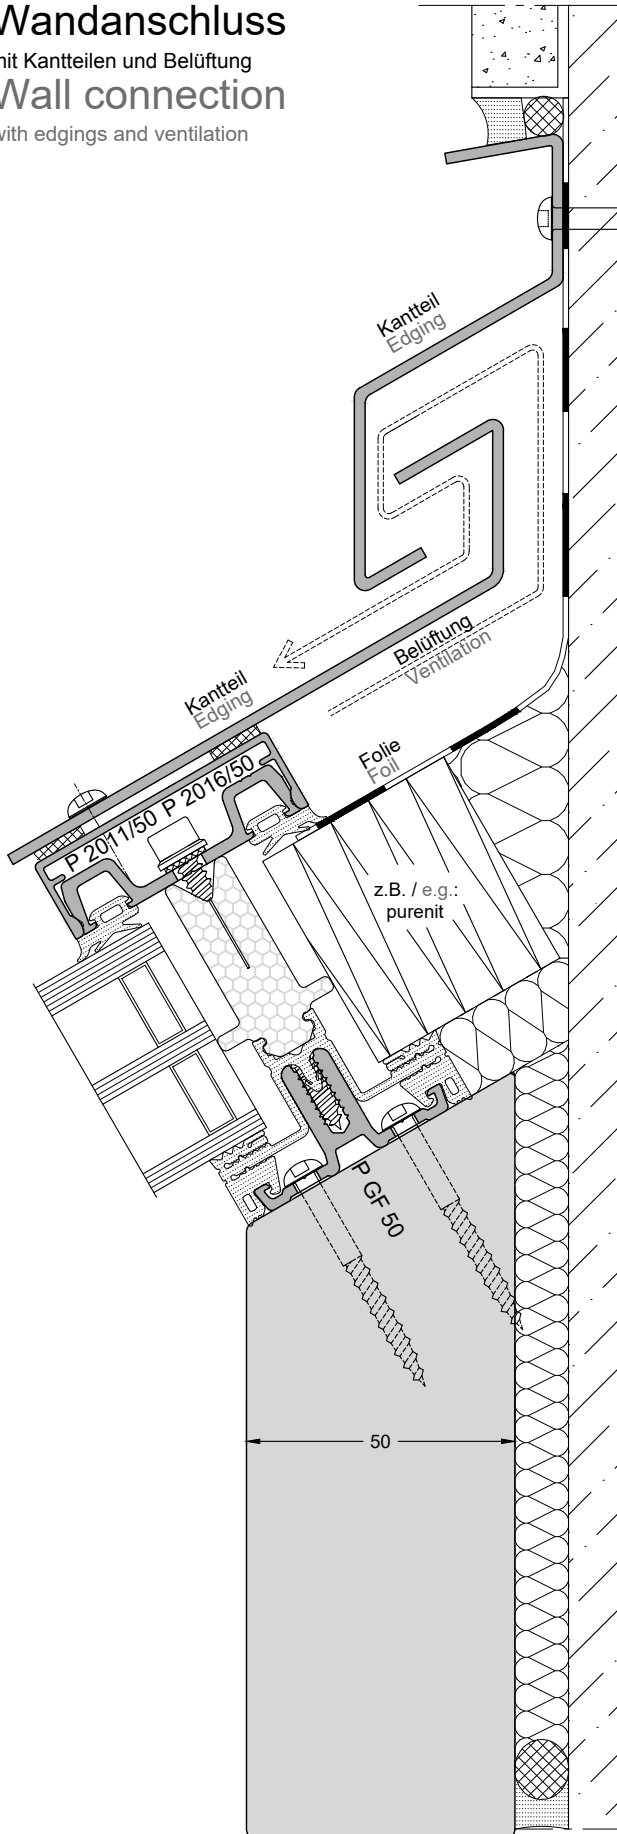 Wandanschluss
mit Kantteilen und Belüftung
Wall connection
with edgings and ventilation
Kantteil
Edging
Belüftung
Ventilation
Kantteil
Edging
Folie
Foil
P 2011/50 P 2016/50
z.B. / e.g.:
purenit
P GF 50
50